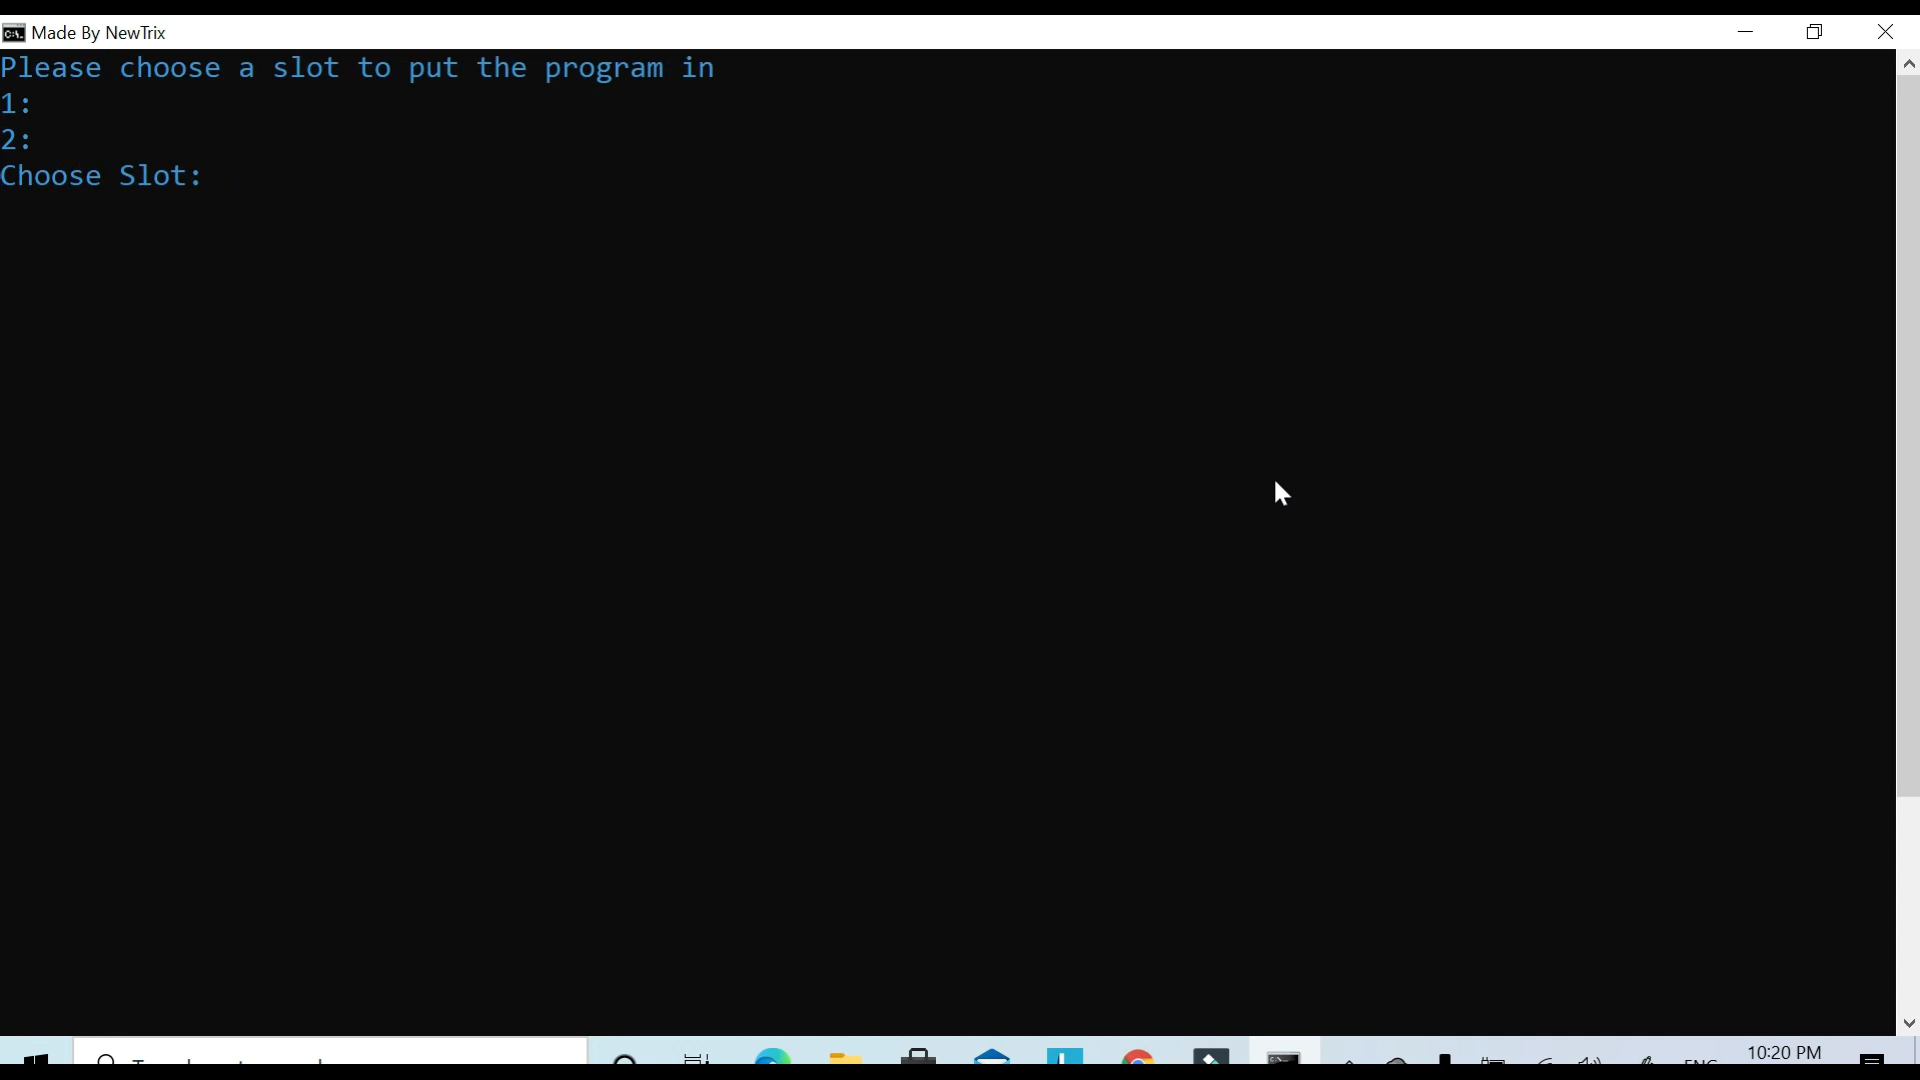 Made By NewTrix
Please choose a slot to put the program in
1:
2:
Choose Slot:
10:20 PM